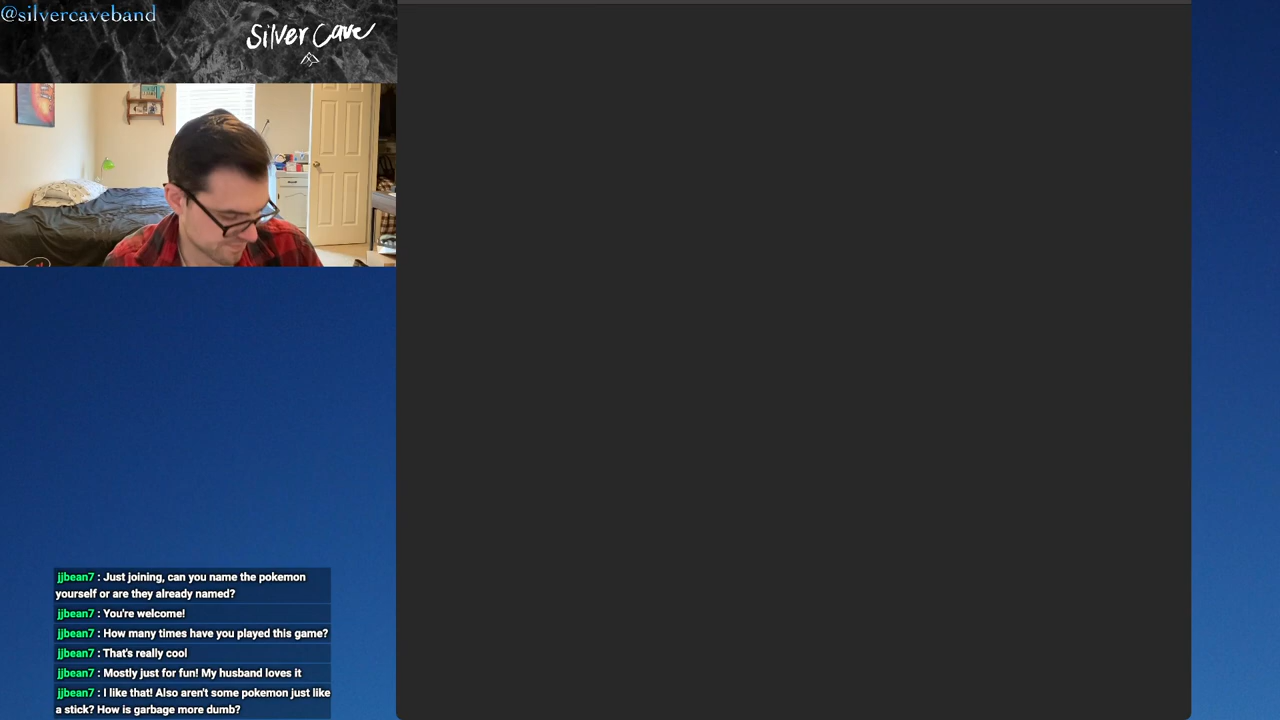 @silvercaveband
Silver Cave
jjbean7 : Just joining, can you name the pokemon
yourself or are they already named?
jjbean7 : You're welcome!
jjbean7 : How many times have you played this game?
jjbean7 : That's really cool
jjbean7 : Mostly just for fun! My husband loves it
jjbean7 : I like that! Also aren't some pokemon just like
a stick? How is garbage more dumb?